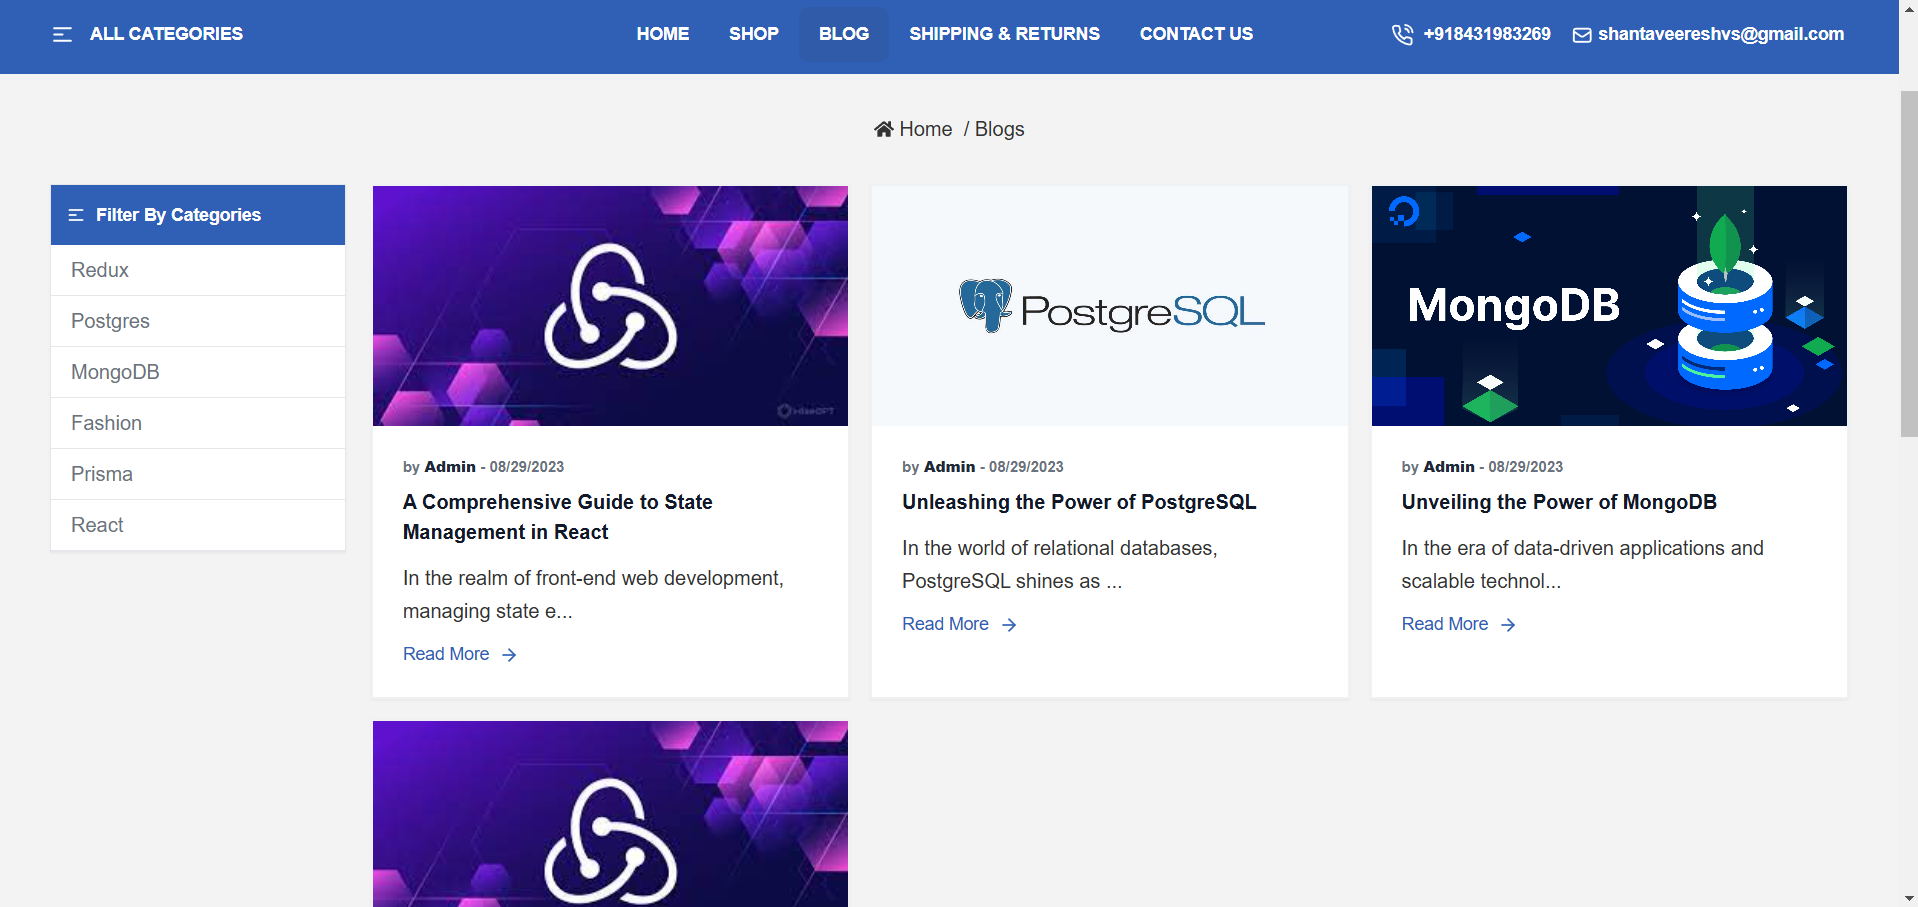 ALL CATEGORIES
HOME SHOP BLOG SHIPPING & RETURNS CONTACT US
+918431983269 shantaveereshvs@gmail.com
Home / Blogs
Filter By Categories
Redux
Postgres
MongoDB
Fashion
Prisma
React
by Admin - 08/29/2023
A Comprehensive Guide to State
Management in React
In the realm of front-end web development,
managing state e...
Read More
PostgreSQL
by Admin - 08/29/2023
Unleashing the Power of PostgreSQL
In the world of relational databases,
PostgreSQL shines as ...
Read More
MongoDB
by Admin - 08/29/2023
Unveiling the Power of MongoDB
In the era of data-driven applications and
scalable technol...
Read More